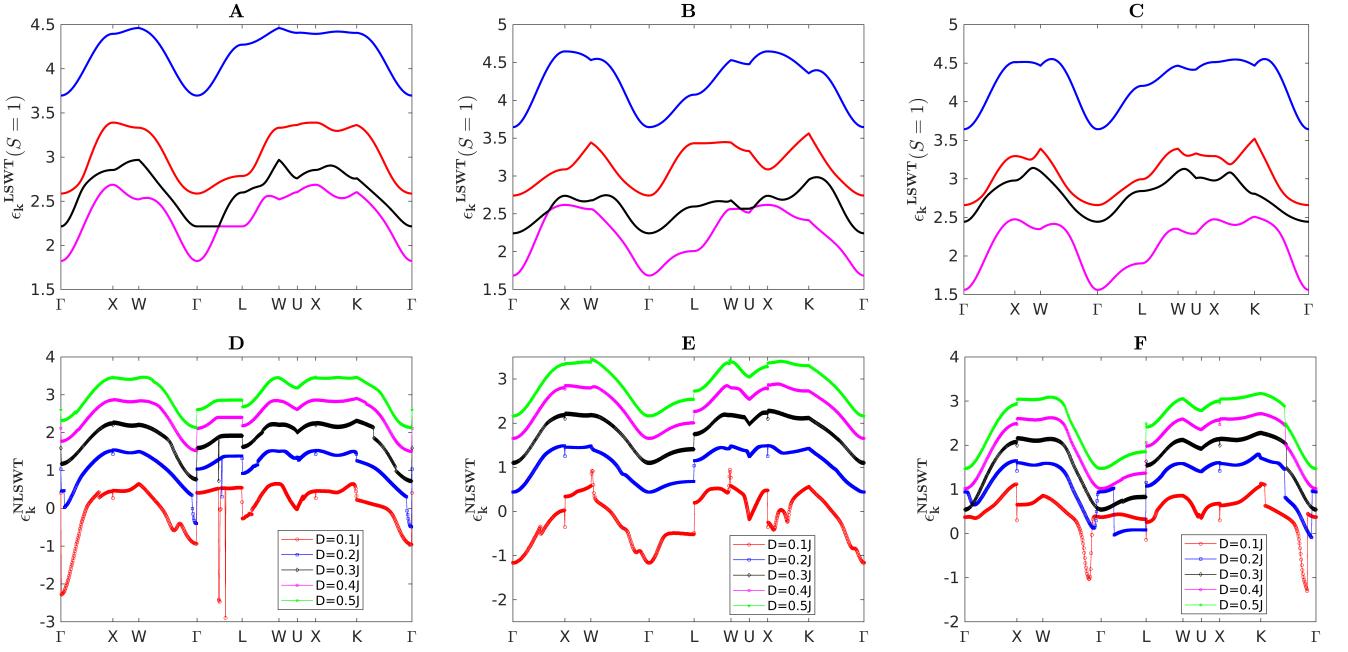 A
4.5
4
3.5
3
2.5
2
1.5
ϵ_k^LSWT (S = 1)
Γ X W Γ L W U X K Γ
B
5
4.5
4
3.5
3
2.5
2
1.5
ϵ_k^LSWT (S = 1)
Γ X W Γ L W U X K Γ
C
5
4.5
4
3.5
3
2.5
2
1.5
ϵ_k^LSWT (S = 1)
Γ X W Γ L W U X K Γ
D
4
3
2
1
0
-1
-2
-3
ϵ_k^NLSWT
D=0.1J
D=0.2J
D=0.3J
D=0.4J
D=0.5J
Γ X W Γ L W U X K Γ
E
3
2
1
0
-1
-2
ϵ_k^NLSWT
D=0.1J
D=0.2J
D=0.3J
D=0.4J
D=0.5J
Γ X W Γ L W U X K Γ
F
4
3
2
1
0
-1
-2
ϵ_k^NLSWT
D=0.1J
D=0.2J
D=0.3J
D=0.4J
D=0.5J
Γ X W Γ L W U X K Γ